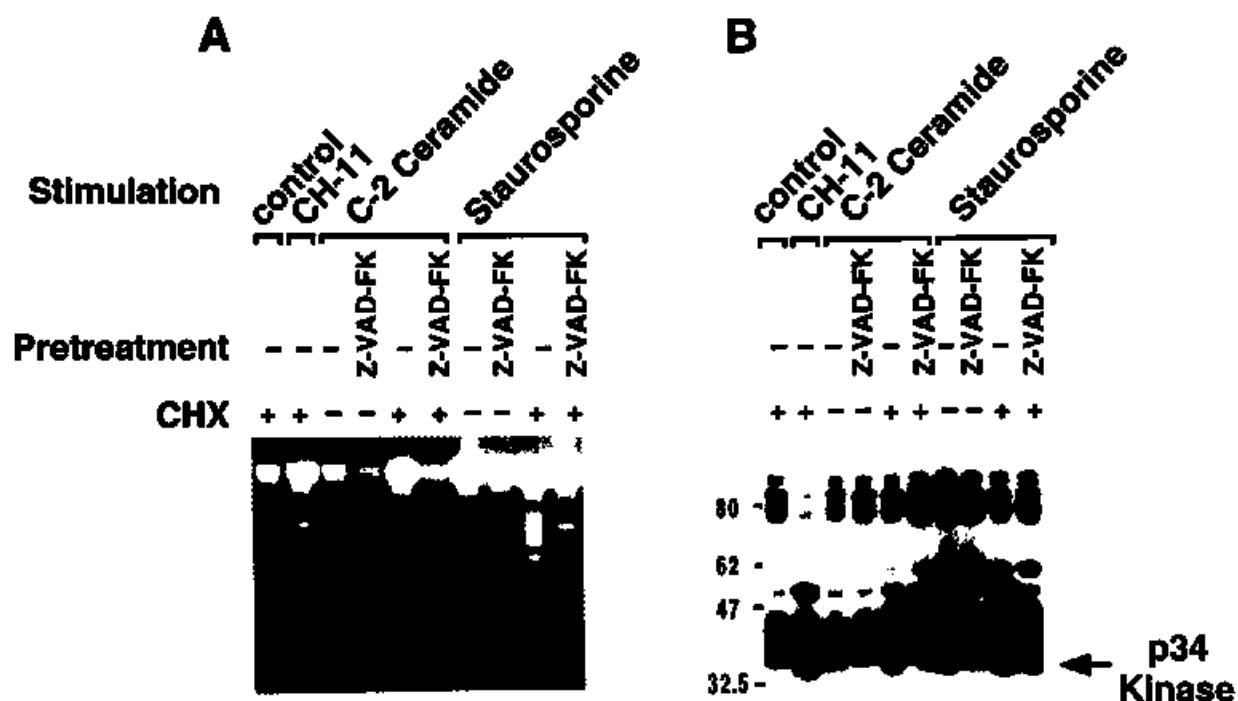 A
Stimulation control CH-11 C-2 Ceramide Staurosporine
Pretreatment - - - Z-VAD-FK - Z-VAD-FK - Z-VAD-FK - Z-VAD-FK
CHX + + - - + + - - + +
B
control CH-11 C-2 Ceramide Staurosporine
- - - Z-VAD-FK - Z-VAD-FK - Z-VAD-FK - Z-VAD-FK
+ + - - + + - - + +
80 -
62 -
47 -
32.5 -
p34
Kinase